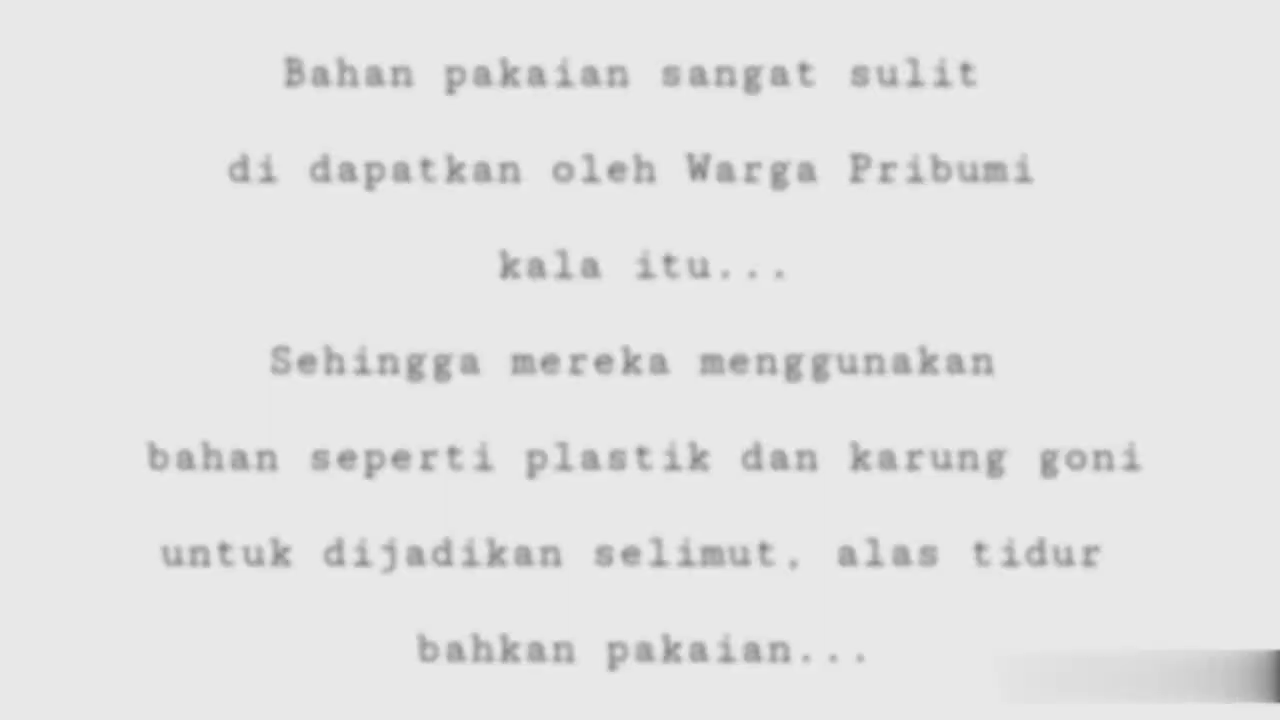 Bahan pakaian sangat sulit
di dapatkan oleh Warga Pribumi
kala itu...
Sehingga mereka menggunakan
bahan seperti plastik dan karung goni
untuk dijadikan selimut, alas tidur
bahkan pakaian...